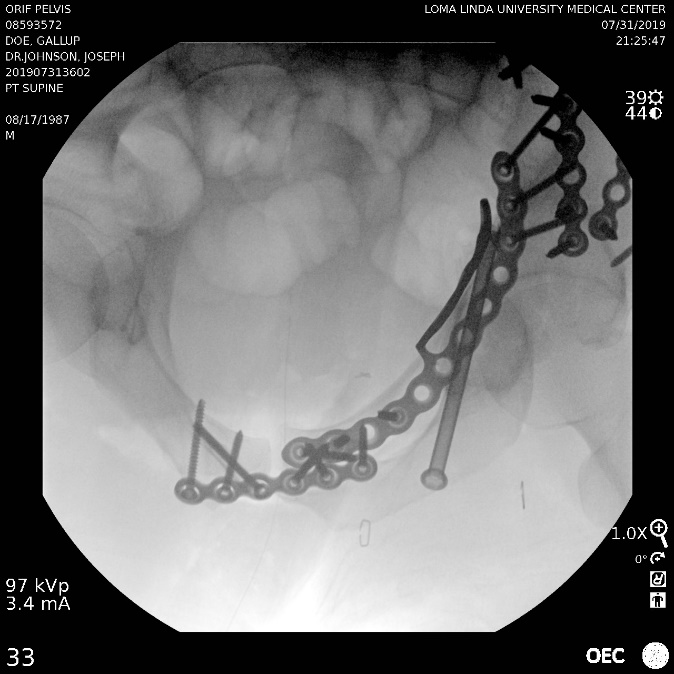 ORIF PELVIS
08593572
DOE, GALLUP
DR.JOHNSON, JOSEPH
201907313602
PT SUPINE
08/17/1987
M
LOMA LINDA UNIVERSITY MEDICAL CENTER
07/31/2019
21:25:47
39
44
1.0X
0°
97 kVp
3.4 mA
33
OEC